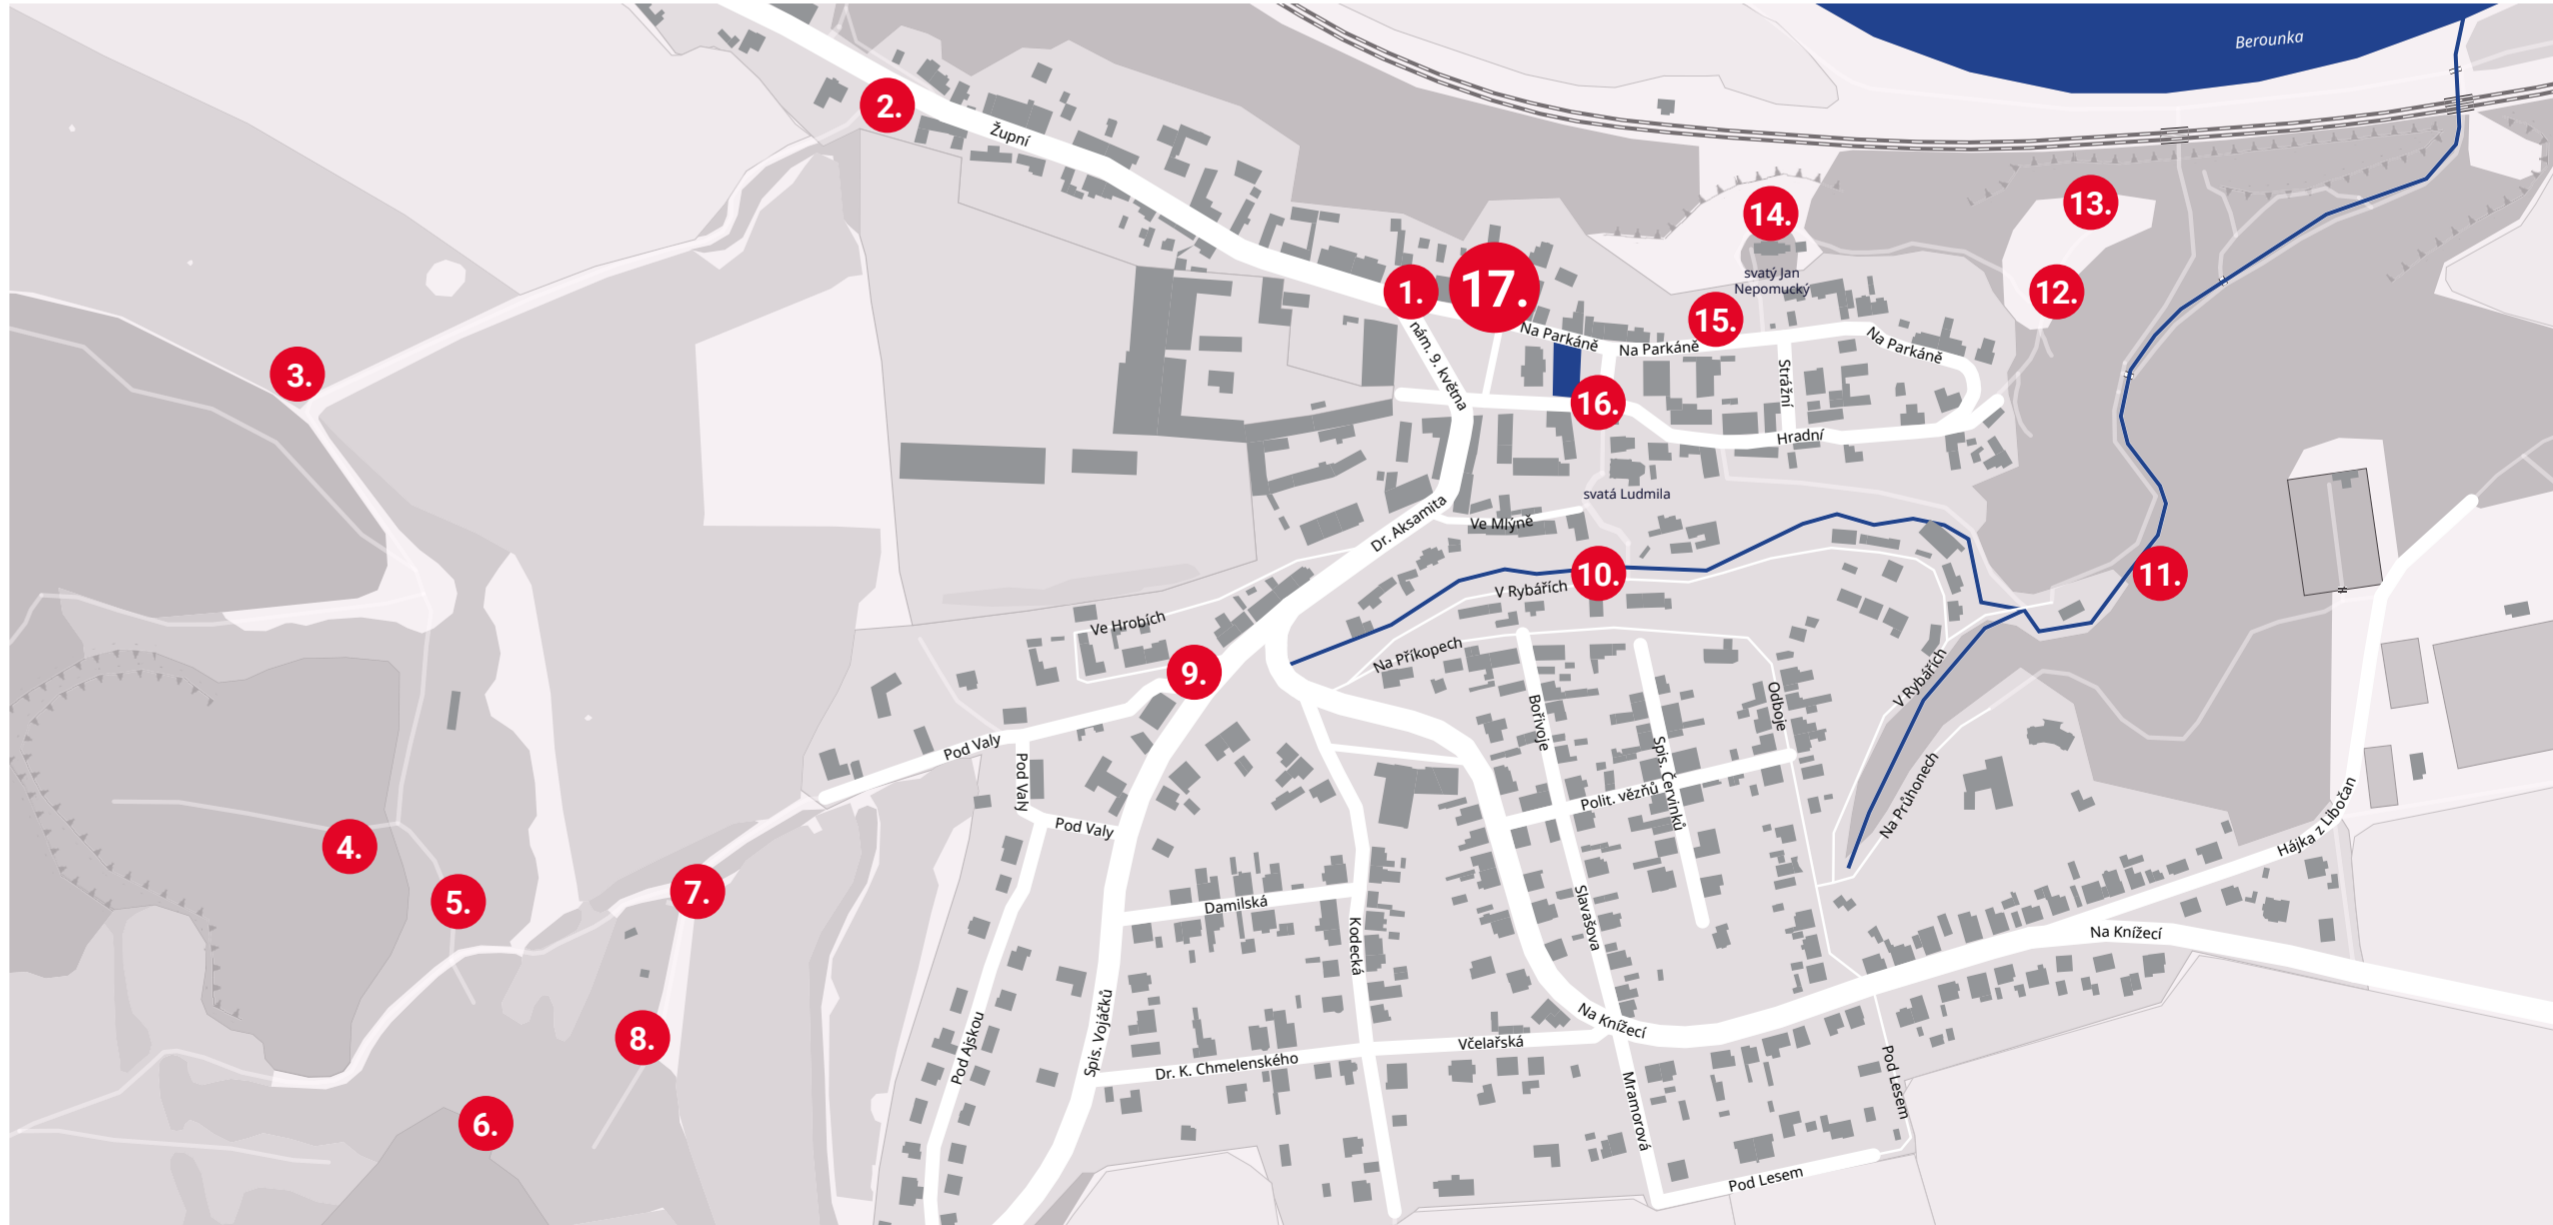 Berounka
2.
Župní
13.
14.
svatý Jan
Nepomucký
12.
1.
17.
15.
Na Parkáně
Na Parkáně
Na Parkáně
nám. 9. května
3.
Strážní
16.
Hradní
svatá Ludmila
Ve Mlýně
Dr. Aksamita
10.
11.
V Rybářích
Ve Hrobích
Na Příkopech
9.
V Rybářích
Odboje
Bořivoje
Pod Valy
Pod Valy
Spis. Červinků
Polit. vězňů
Na Průhonech
Hájka z Libočan
Pod Valy
4.
5.
7.
Damilská
Slavašova
Kodecká
Na Knížecí
8.
Na Knížecí
Spis. Vojáčků
Pod Ajskou
Včelařská
Dr. K. Chmelenského
Pod Lesem
Mramorová
6.
Pod Lesem